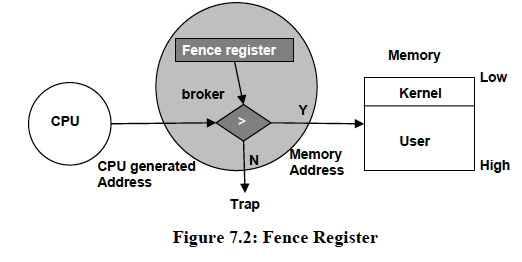 Fence register
Memory
Low
broker
Kernel
CPU
>
Y
User
N
Memory
Address
High
CPU generated
Address
Trap
Figure 7.2: Fence Register